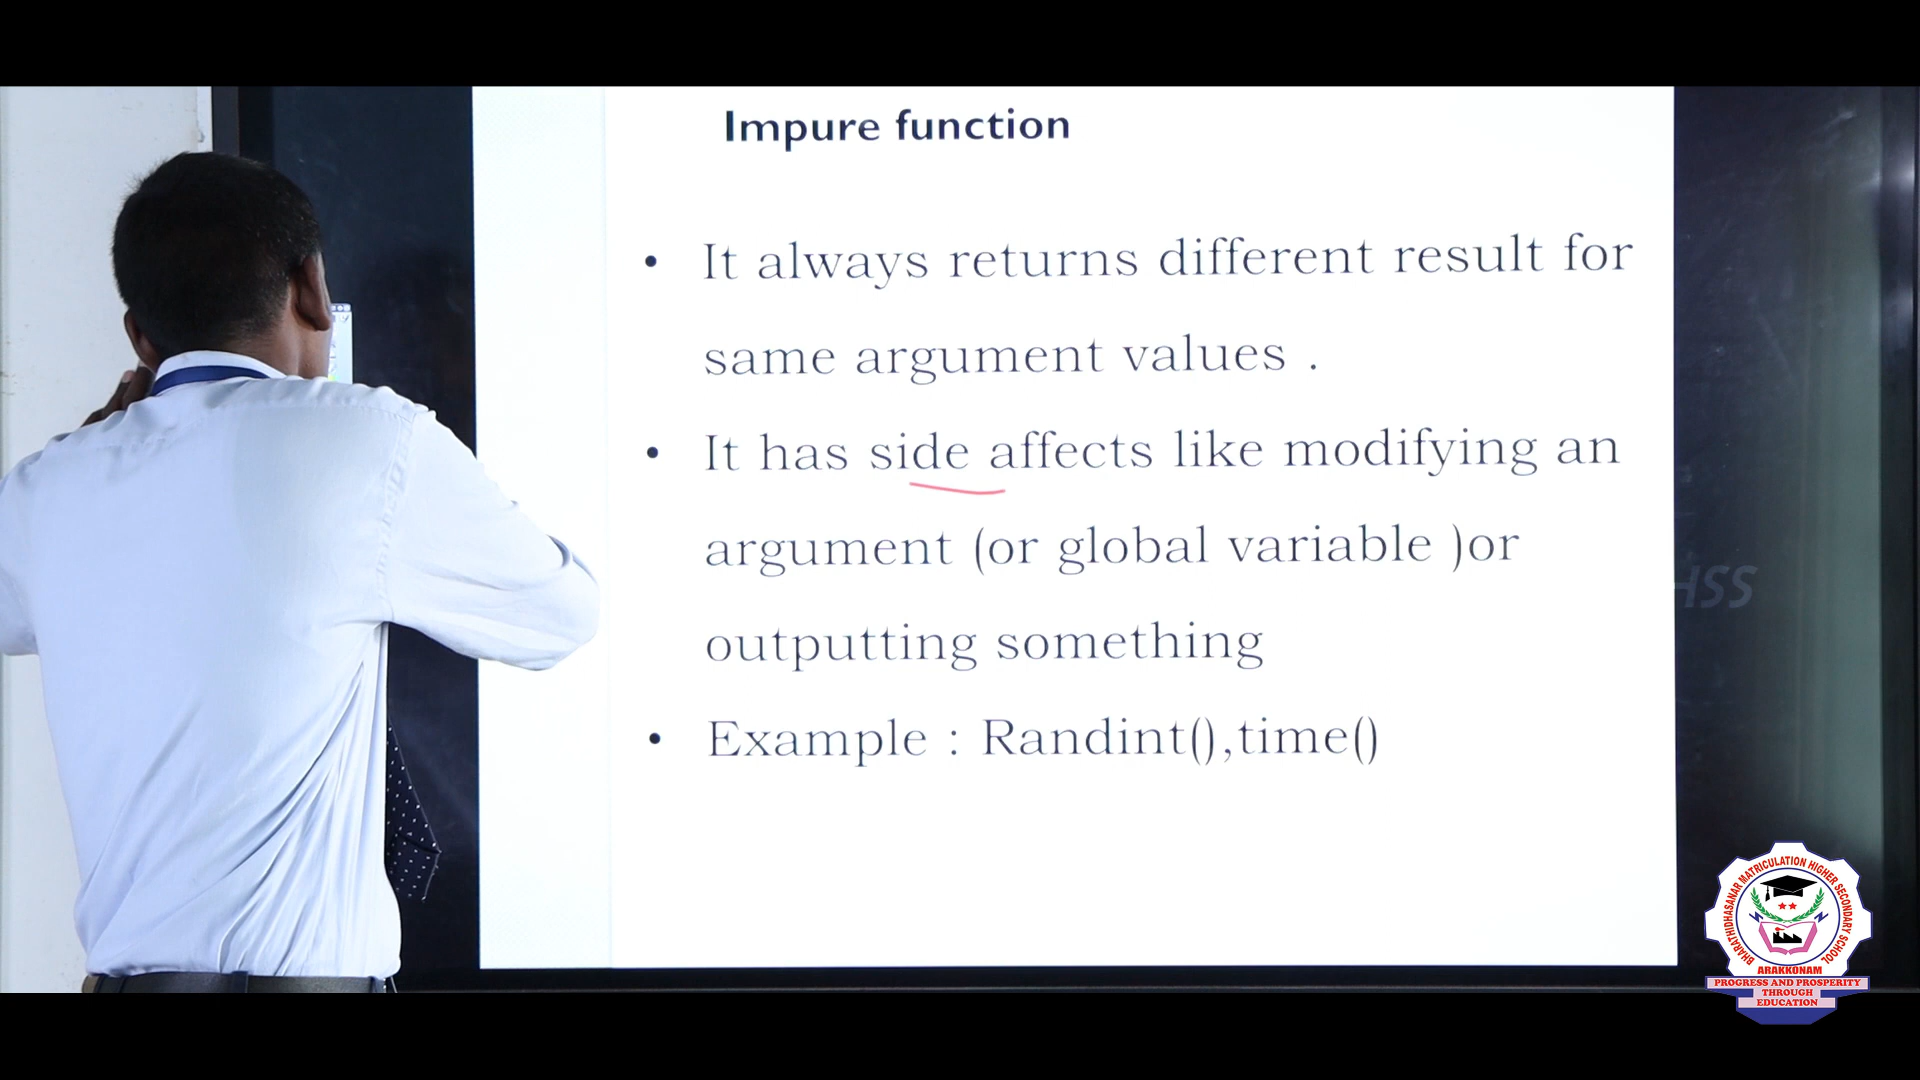 Impure function
• It always returns different result for
same argument values .
• It has side affects like modifying an
argument (or global variable )or
outputting something
• Example : Randint(),time()
HSS
BHARATHIDHASANAR MATRICULATION HIGHER SECONDARY SCHOOL
ARAKKONAM
PROGRESS AND PROSPERITY
THROUGH
EDUCATION